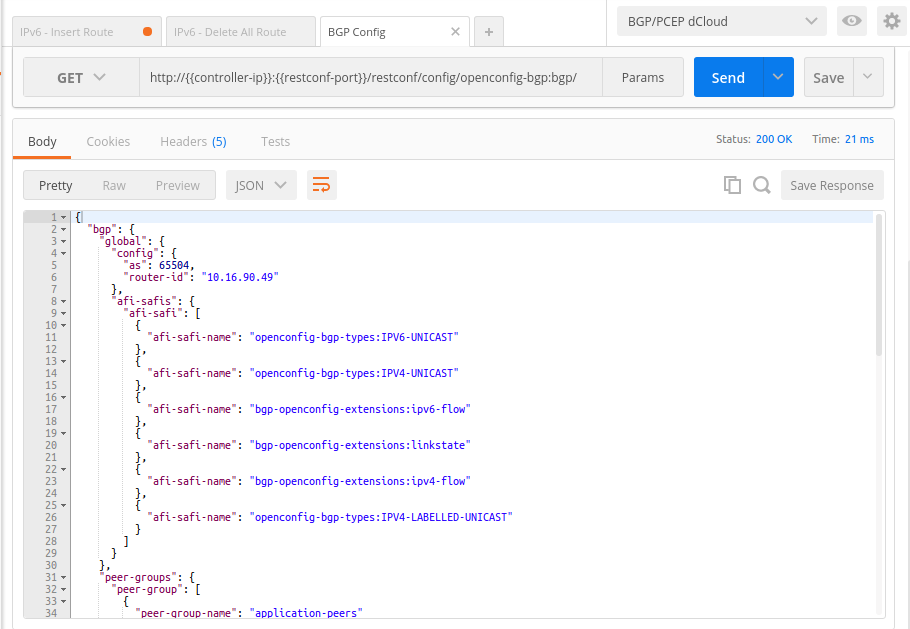 IPv6 - Insert Route
IPv6 - Delete All Route
BGP Config
BGP/PCEP dCloud
GET
http://{{controller-ip}}:{{restconf-port}}/restconf/config/openconfig-bgp:bgp/
Params
Send
Save
Body
Cookies
Headers (5)
Tests
Status: 200 OK
Time: 21 ms
Pretty
Raw
Preview
JSON
Save Response
1 {
2 "bgp": {
3 "global": {
4 "config": {
5 "as": 65504,
6 "router-id": "10.16.90.49"
7 },
8 "afi-safis": {
9 "afi-safi": [
10 {
11 "afi-safi-name": "openconfig-bgp-types:IPV6-UNICAST"
12 },
13 {
14 "afi-safi-name": "openconfig-bgp-types:IPV4-UNICAST"
15 },
16 {
17 "afi-safi-name": "bgp-openconfig-extensions:ipv6-flow"
18 },
19 {
20 "afi-safi-name": "bgp-openconfig-extensions:linkstate"
21 },
22 {
23 "afi-safi-name": "bgp-openconfig-extensions:ipv4-flow"
24 },
25 {
26 "afi-safi-name": "openconfig-bgp-types:IPV4-LABELLED-UNICAST"
27 }
28 ]
29 }
30 },
31 "peer-groups": {
32 "peer-group": [
33 {
34 "peer-group-name": "application-peers"